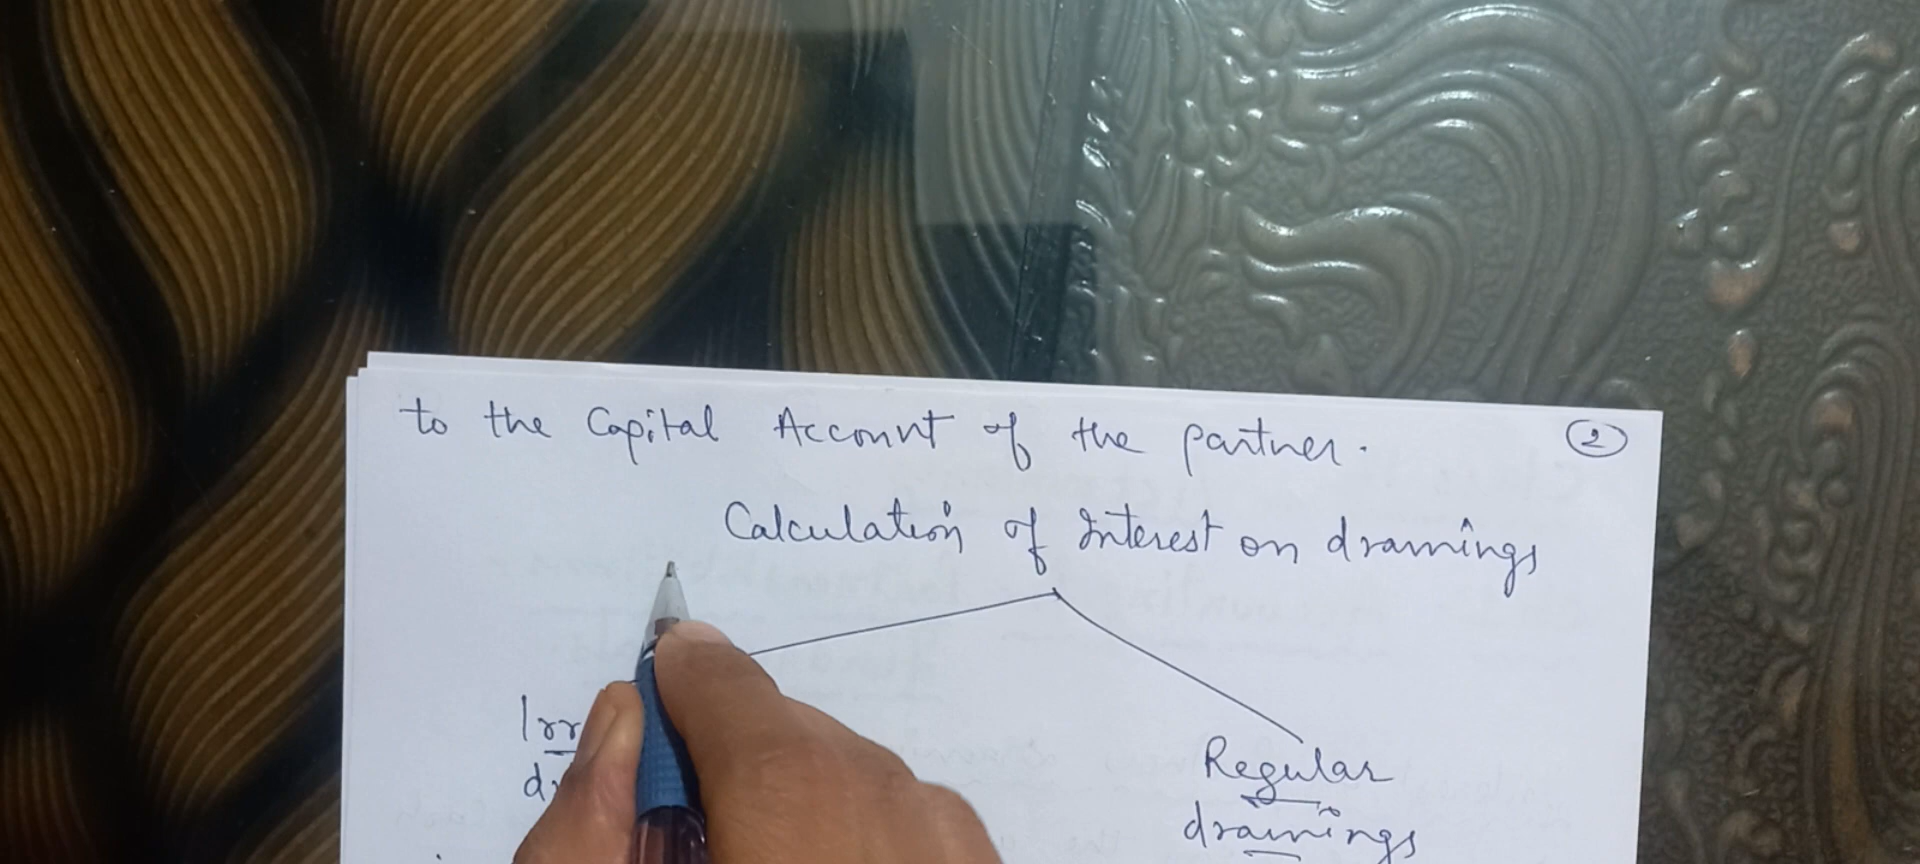 to the Capital Account of the partner. 2
Calculation of Interest on drawings
Regular
drawings